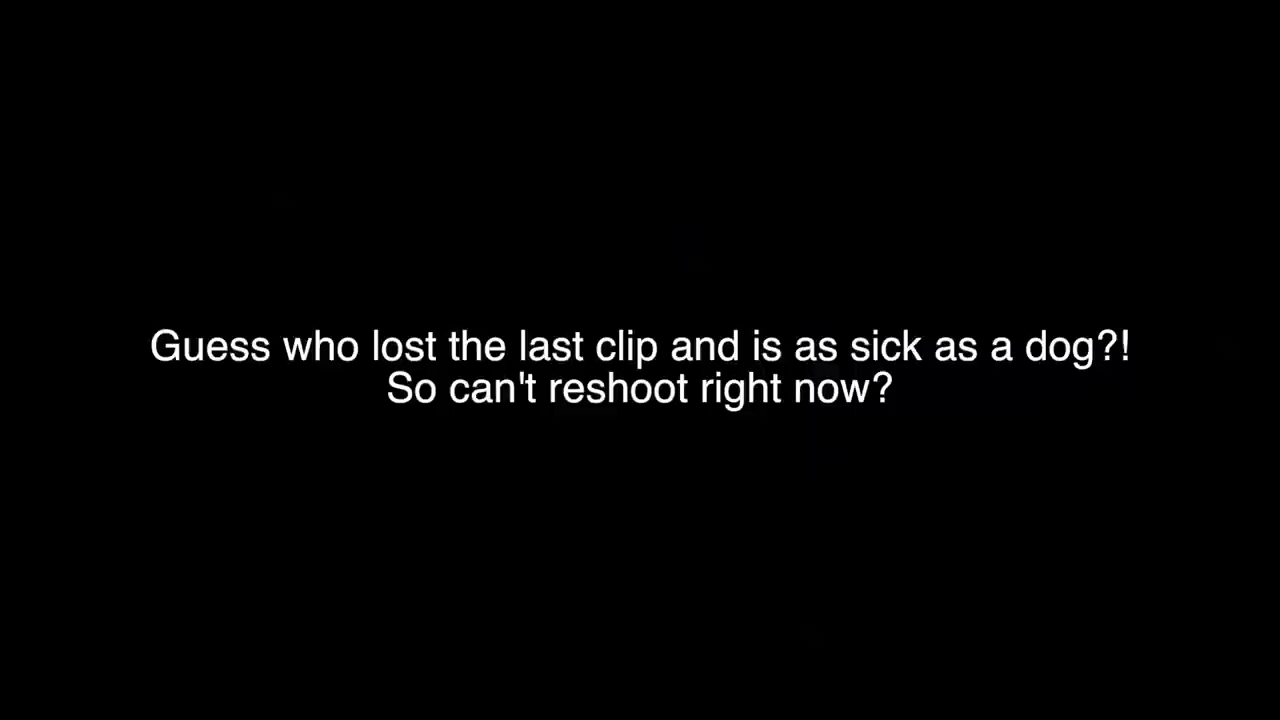 Guess who lost the last clip and is as sick as a dog?!
So can't reshoot right now?